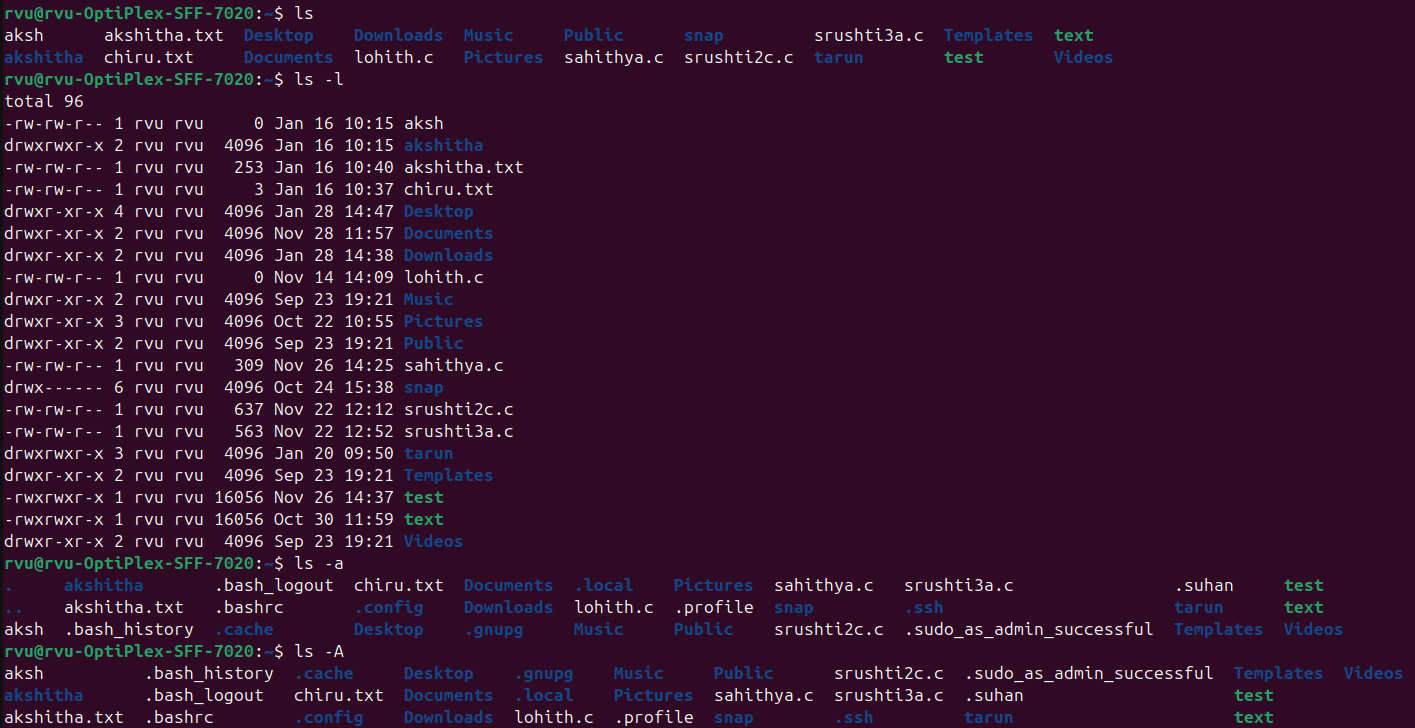 rvu@rvu-OptiPlex-SFF-7020:~$ ls
aksh      akshitha.txt  Desktop    Downloads  Music     Public      snap         srushti3a.c  Templates  text
akshitha  chiru.txt     Documents  lohith.c   Pictures  sahithya.c  srushti2c.c  tarun        test       Videos
rvu@rvu-OptiPlex-SFF-7020:~$ ls -l
total 96
-rw-rw-r-- 1 rvu rvu     0 Jan 16 10:15 aksh
drwxrwxr-x 2 rvu rvu  4096 Jan 16 10:15 akshitha
-rw-rw-r-- 1 rvu rvu   253 Jan 16 10:40 akshitha.txt
-rw-rw-r-- 1 rvu rvu     3 Jan 16 10:37 chiru.txt
drwxr-xr-x 4 rvu rvu  4096 Jan 28 14:47 Desktop
drwxr-xr-x 2 rvu rvu  4096 Nov 28 11:57 Documents
drwxr-xr-x 2 rvu rvu  4096 Jan 28 14:38 Downloads
-rw-rw-r-- 1 rvu rvu     0 Nov 14 14:09 lohith.c
drwxr-xr-x 2 rvu rvu  4096 Sep 23 19:21 Music
drwxr-xr-x 3 rvu rvu  4096 Oct 22 10:55 Pictures
drwxr-xr-x 2 rvu rvu  4096 Sep 23 19:21 Public
-rw-rw-r-- 1 rvu rvu   309 Nov 26 14:25 sahithya.c
drwx------ 6 rvu rvu  4096 Oct 24 15:38 snap
-rw-rw-r-- 1 rvu rvu   637 Nov 22 12:12 srushti2c.c
-rw-rw-r-- 1 rvu rvu   563 Nov 22 12:52 srushti3a.c
drwxrwxr-x 3 rvu rvu  4096 Jan 20 09:50 tarun
drwxr-xr-x 2 rvu rvu  4096 Sep 23 19:21 Templates
-rwxrwxr-x 1 rvu rvu 16056 Nov 26 14:37 test
-rwxrwxr-x 1 rvu rvu 16056 Oct 30 11:59 text
drwxr-xr-x 2 rvu rvu  4096 Sep 23 19:21 Videos
rvu@rvu-OptiPlex-SFF-7020:~$ ls -a
.     akshitha       .bash_logout  chiru.txt  Documents  .local    Pictures  sahithya.c   srushti3a.c                .suhan     test
..    akshitha.txt   .bashrc       .config    Downloads  lohith.c  .profile  snap         .ssh                       tarun      text
aksh  .bash_history  .cache        Desktop    .gnupg     Music     Public    srushti2c.c  .sudo_as_admin_successful  Templates  Videos
rvu@rvu-OptiPlex-SFF-7020:~$ ls -A
aksh          .bash_history  .cache     Desktop    .gnupg    Music     Public      srushti2c.c  .sudo_as_admin_successful  Templates  Videos
akshitha      .bash_logout   chiru.txt  Documents  .local    Pictures  sahithya.c  srushti3a.c  .suhan                     test
akshitha.txt  .bashrc        .config    Downloads  lohith.c  .profile  snap        .ssh         tarun                      text